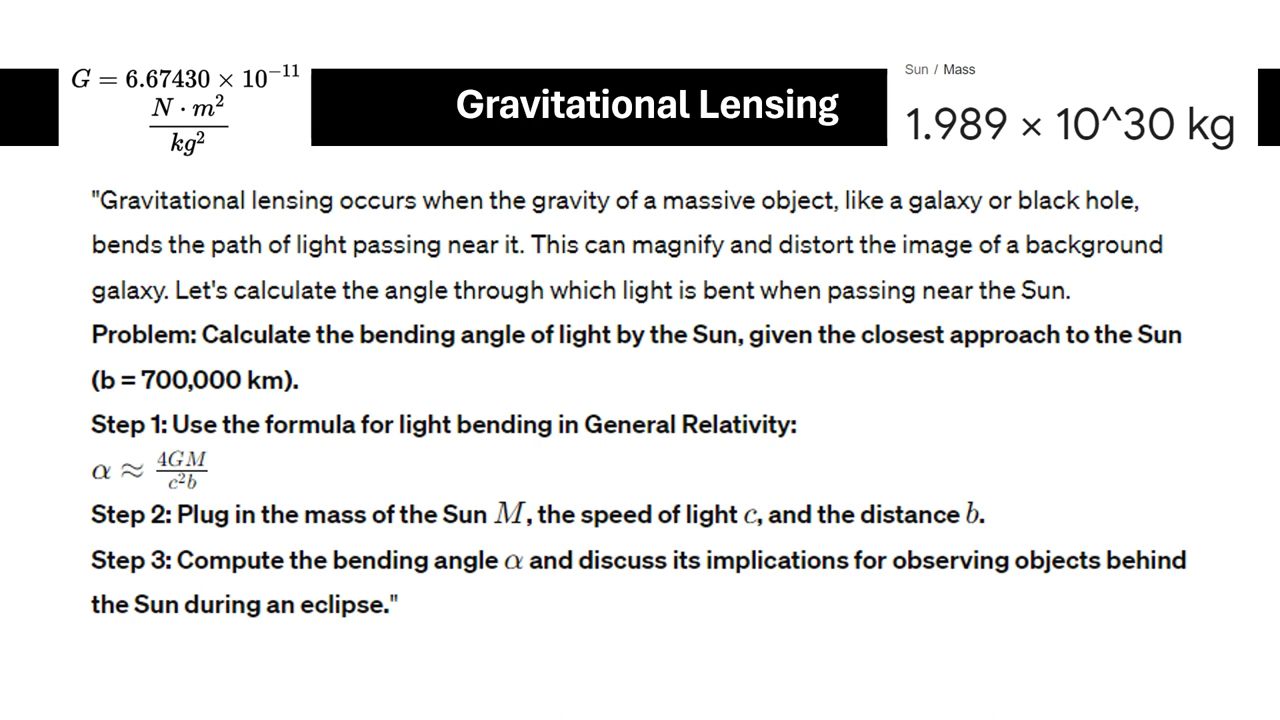 G = 6.67430 × 10⁻¹¹
N · m²
kg²
Gravitational Lensing
Sun / Mass
1.989 × 10^30 kg
"Gravitational lensing occurs when the gravity of a massive object, like a galaxy or black hole,
bends the path of light passing near it. This can magnify and distort the image of a background
galaxy. Let's calculate the angle through which light is bent when passing near the Sun.
Problem: Calculate the bending angle of light by the Sun, given the closest approach to the Sun
(b = 700,000 km).
Step 1: Use the formula for light bending in General Relativity:
α ≈ 4GM / c²b
Step 2: Plug in the mass of the Sun M, the speed of light c, and the distance b.
Step 3: Compute the bending angle α and discuss its implications for observing objects behind
the Sun during an eclipse."